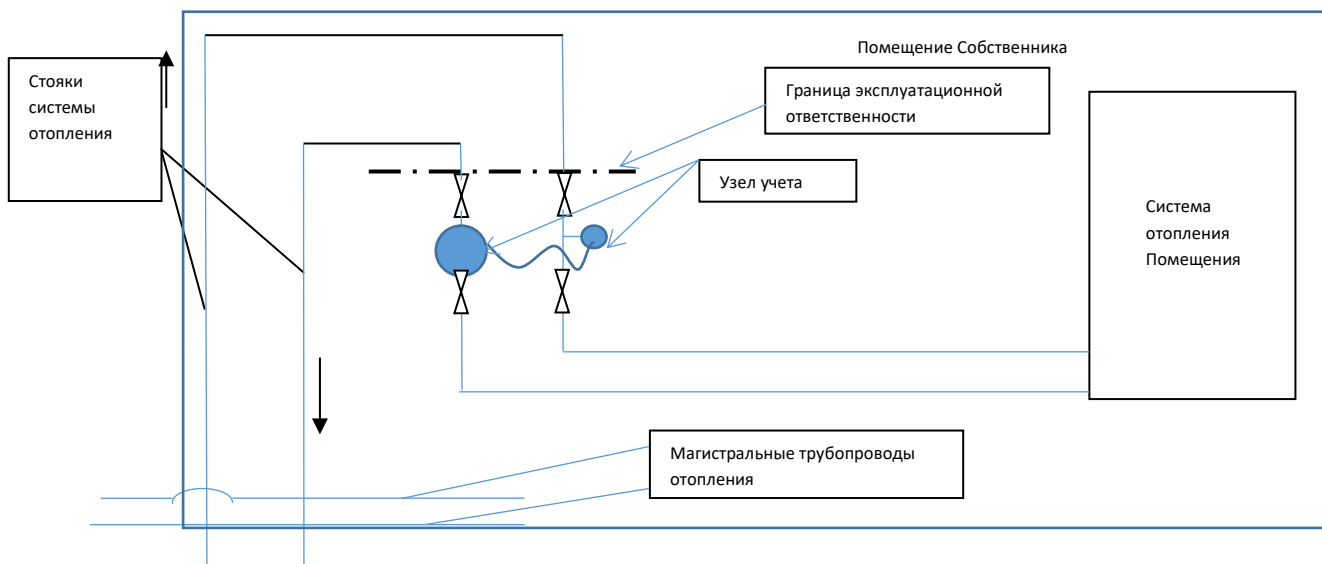 Помещение Собственника
Стояки
системы
отопления
Граница эксплуатационной
ответственности
Узел учета
Система
отопления
Помещения
Магистральные трубопроводы
отопления